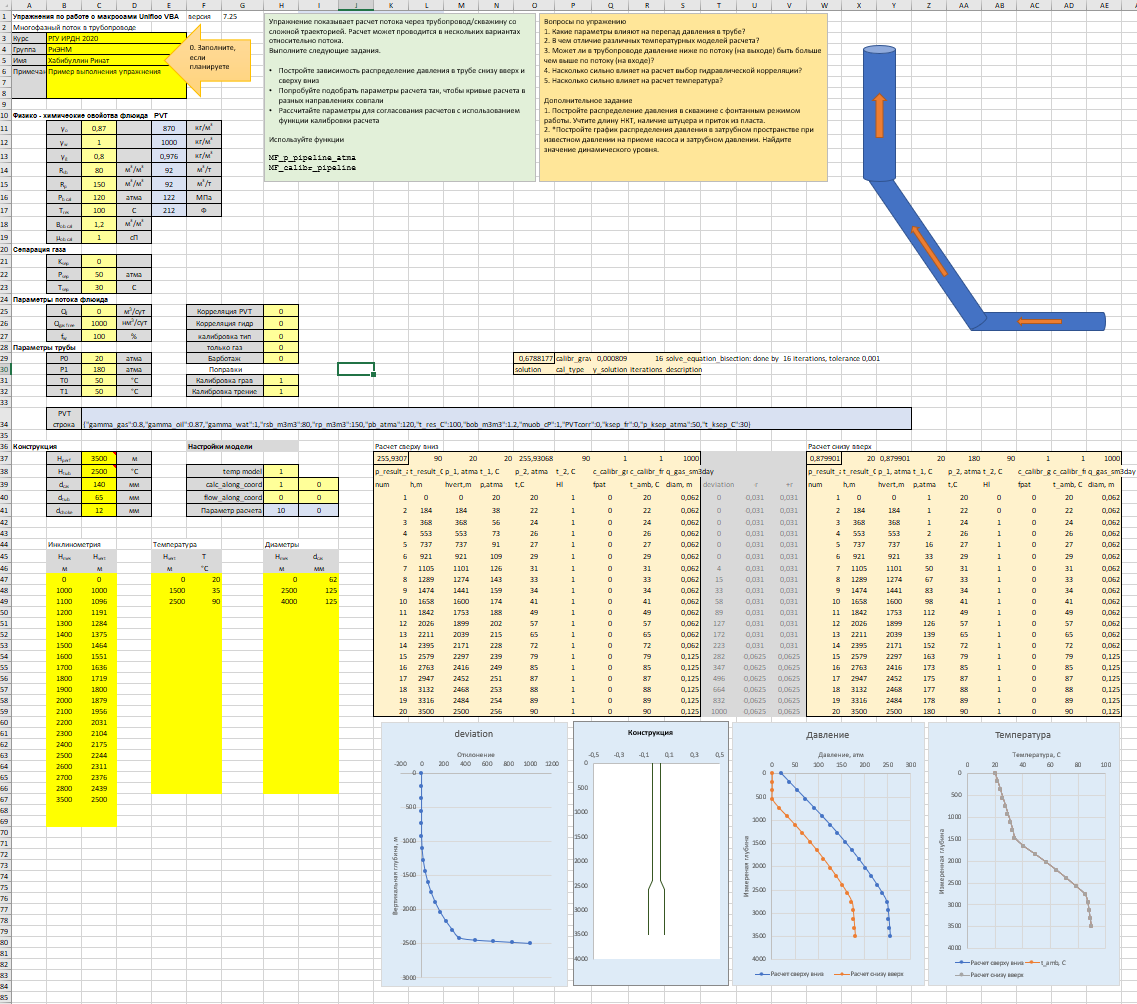 Упражнения по работе с макросами Unifloc VBA версия 7.25
Многофазный поток в трубопроводе
Курс РГУ ИРДН 2020
Группа РиЭНМ
Имя Хабибуллин Ринат
Примечан Пример выполнения упражнения
0. Заполните,
если
планируете
Упражнение показывает расчет потока через трубопровод/скважину со
сложной траекторией. Расчет может проводится в нескольких вариантах
относительно потока.
Выполните следующие задания.
• Постройте зависимость распределение давления в трубе снизу вверх и
сверху вниз
• Попробуйте подобрать параметры расчета так, чтобы кривые расчета в
разных направлениях совпали
• Рассчитайте параметры для согласования расчетов с использованием
функции калибровки расчета
Используйте функции
MF_p_pipeline_atma
MF_calibr_pipeline
Вопросы по упражнению
1. Какие параметры влияют на перепад давления в трубе?
2. В чем отличие различных температурных моделей расчета?
3. Может ли в трубопроводе давление ниже по потоку (на выходе) быть больше
чем выше по потоку (на входе)?
4. Насколько сильно влияет на расчет выбор гидравлической корреляции?
5. Насколько сильно влияет на расчет температура?
Дополнительное задание
1. Постройте распределение давления в скважине с фонтанным режимом
работы. Учтите длину НКТ, наличие штуцера и приток из пласта.
2. *Постройте график распределения давления в затрубном пространстве при
известном давлении на приеме насоса и затрубном давлении. Найдите
значение динамического уровня.
Физико - химические свойства флюида PVT
γo 0,87 870 кг/м³
γw 1 1000 кг/м³
γg 0,8 0,976 кг/м³
Rsb 80 м³/м³ 92 м³/т
Rp 150 м³/м³ 92 м³/т
Pb cal 120 атма 122 МПа
Tres 100 C 212 Ф
Bob cal 1,2 м³/м³
μob cal 1 сП
Сепарация газа
Ksep 0
Psep 50 атма
Tsep 30 C
Параметры потока флюида
Ql 0 м³/сут Корреляция PVT 0
Qgas free 1000 нм³/сут Корреляция гидр 0
fw 100 % калибровка тип 0
Параметры трубы только газ 0
P0 20 атма Барботаж 0
P1 180 атма Поправки
T0 50 °C Калибровка грав 1
T1 50 °C Калибровка трение 1
0,6788177 calibr_grav 0,000809 16 solve_equation_bisection: done by 16 iterations, tolerance 0,001
solution cal_type y_solution iterations description
PVT
строка {"gamma_gas":0.8,"gamma_oil":0.87,"gamma_wat":1,"rsb_m3m3":80,"rp_m3m3":150,"pb_atma":120,"t_res_C":100,"bob_m3m3":1.2,"muob_cP":1,"PVTcorr":0,"ksep_fr":0,"p_ksep_atma":50,"t_ksep_C":30}
Конструкция Настройки модели
Hperf 3500 м
Hтub 2500 °C temp model 1
dcas 140 мм calc_along_coord 1 0
dtub 65 мм flow_along_coord 0 0
dchoke 12 мм Параметр расчета 10 0
Инклинометрия Температура Диаметры
Hmes Hvert Hvert T Hmes dcas
м м м °C м мм
0 0 0 20 0 62
1000 1000 1500 35 2500 125
1100 1096 2500 90 4000 125
1200 1191
1300 1284
1400 1375
1500 1464
1600 1551
1700 1636
1800 1719
1900 1800
2000 1879
2100 1956
2200 2031
2300 2104
2400 2175
2500 2244
2600 2311
2700 2376
2800 2439
3500 2500
Расчет сверху вниз
255,9307 90 20 20 255,93068 90 1 1 1000
p_result_a t_result_C p_1, atma t_1, C p_2, atma t_2, C c_calibr_gr c_calibr_fr q_gas_sm3day
num h,m hvert,m p,atma t,C Hl fpat t_amb, C diam, m deviation -r +r
1 0 0 20 20 1 0 20 0,062 0 0,031 0,031
2 184 184 38 22 1 0 22 0,062 0 0,031 0,031
3 368 368 56 24 1 0 24 0,062 0 0,031 0,031
4 553 553 73 26 1 0 26 0,062 0 0,031 0,031
5 737 737 91 27 1 0 27 0,062 0 0,031 0,031
6 921 921 109 29 1 0 29 0,062 0 0,031 0,031
7 1105 1101 126 31 1 0 31 0,062 4 0,031 0,031
8 1289 1274 143 33 1 0 33 0,062 15 0,031 0,031
9 1474 1441 159 34 1 0 34 0,062 33 0,031 0,031
10 1658 1600 174 41 1 0 41 0,062 58 0,031 0,031
11 1842 1753 188 49 1 0 49 0,062 89 0,031 0,031
12 2026 1899 202 57 1 0 57 0,062 127 0,031 0,031
13 2211 2039 215 65 1 0 65 0,062 172 0,031 0,031
14 2395 2171 228 72 1 0 72 0,062 223 0,031 0,031
15 2579 2297 239 79 1 0 79 0,125 282 0,0625 0,0625
16 2763 2416 249 85 1 0 85 0,125 347 0,0625 0,0625
17 2947 2452 251 87 1 0 87 0,125 496 0,0625 0,0625
18 3132 2468 253 88 1 0 88 0,125 664 0,0625 0,0625
19 3316 2484 254 89 1 0 89 0,125 832 0,0625 0,0625
20 3500 2500 256 90 1 0 90 0,125 1000 0,0625 0,0625
Расчет снизу вверх
0,879901 20 0,879901 20 180 90 1 1 1000
p_result_a t_result_C p_1, atma t_1, C p_2, atma t_2, C c_calibr_g c_calibr_f q_gas_sm3day
num h,m hvert,m p,atma t,C Hl fpat t_amb, C diam, m
1 0 0 1 20 0 0 20 0,062
2 184 184 1 22 0 0 22 0,062
3 368 368 1 24 0 0 24 0,062
4 553 553 2 26 1 0 26 0,062
5 737 737 16 27 1 0 27 0,062
6 921 921 33 29 1 0 29 0,062
7 1105 1101 50 31 1 0 31 0,062
8 1289 1274 67 33 1 0 33 0,062
9 1474 1441 83 34 1 0 34 0,062
10 1658 1600 98 41 1 0 41 0,062
11 1842 1753 112 49 1 0 49 0,062
12 2026 1899 126 57 1 0 57 0,062
13 2211 2039 139 65 1 0 65 0,062
14 2395 2171 152 72 1 0 72 0,062
15 2579 2297 163 79 1 0 79 0,125
16 2763 2416 173 85 1 0 85 0,125
17 2947 2452 175 87 1 0 87 0,125
18 3132 2468 177 88 1 0 88 0,125
19 3316 2484 178 89 1 0 89 0,125
20 3500 2500 180 90 1 0 90 0,125
deviation
Отклонение
-200 0 200 400 600 800 1000 1200
Вертикальная глубина, м
0
500
1000
1500
2000
2500
3000
Конструкция
-0,5 -0,3 -0,1 0,1 0,3 0,5
0
500
1000
1500
2000
2500
3000
3500
4000
Давление
Давление, атм
0 50 100 150 200 250 300
Измереная глубина
0
500
1000
1500
2000
2500
3000
3500
4000
Расчет сверху вниз Расчет снизу вверх
Температура
Температура, С
0 20 40 60 80 100
Измеренная глубина
0
500
1000
1500
2000
2500
3000
3500
4000
Расчет сверху вниз t_amb, C
Расчет снизу вверх